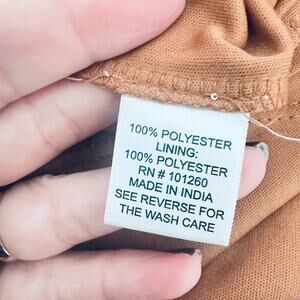 100% POLYESTER
LINING:
100% POLYESTER
RN # 101260
MADE IN INDIA
SEE REVERSE FOR
THE WASH CARE